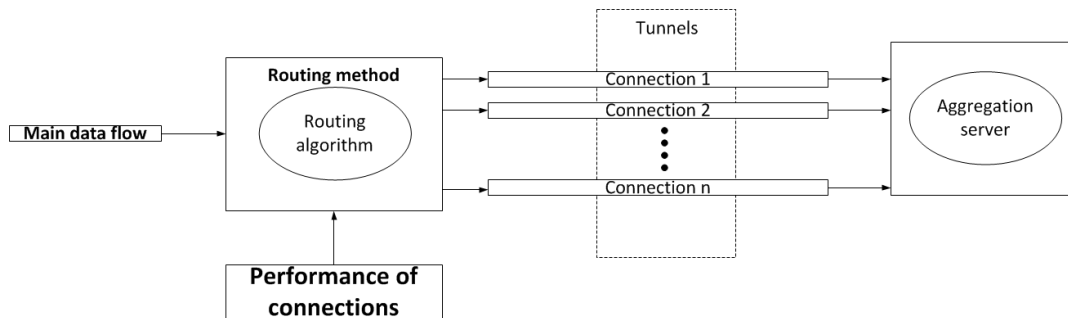 Tunnels
Routing method
Routing
algorithm
Main data flow
Connection 1
Connection 2
Connection n
Aggregation
server
Performance of
connections